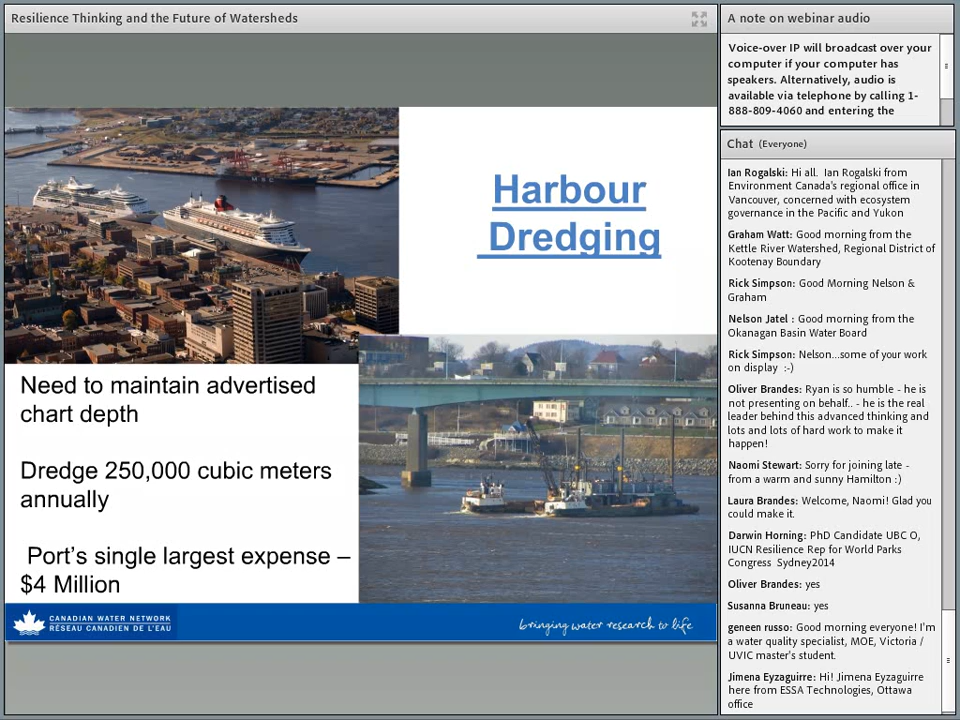 Resilience Thinking and the Future of Watersheds
Harbour
Dredging
Need to maintain advertised
chart depth
Dredge 250,000 cubic meters
annually
Port's single largest expense –
$4 Million
CANADIAN WATER NETWORK
RÉSEAU CANADIEN DE L'EAU
bringing water research to life
A note on webinar audio
Voice-over IP will broadcast over your
computer if your computer has
speakers. Alternatively, audio is
available via telephone by calling 1-
888-809-4060 and entering the
Chat (Everyone)
Ian Rogalski: Hi all. Ian Rogalski from
Environment Canada's regional office in
Vancouver, concerned with ecosystem
governance in the Pacific and Yukon
Graham Watt: Good morning from the
Kettle River Watershed, Regional District of
Kootenay Boundary
Rick Simpson: Good Morning Nelson &
Graham
Nelson Jatel : Good morning from the
Okanagan Basin Water Board
Rick Simpson: Nelson...some of your work
on display :-)
Oliver Brandes: Ryan is so humble - he is
not presenting on behalf.. - he is the real
leader behind this advanced thinking and
lots and lots of hard work to make it
happen!
Naomi Stewart: Sorry for joining late -
from a warm and sunny Hamilton :)
Laura Brandes: Welcome, Naomi! Glad you
could make it.
Darwin Horning: PhD Candidate UBC O,
IUCN Resilience Rep for World Parks
Congress Sydney2014
Oliver Brandes: yes
Susanna Bruneau: yes
geneen russo: Good morning everyone! I'm
a water quality specialist, MOE, Victoria /
UVIC master's student.
Jimena Eyzaguirre: Hi! Jimena Eyzaguirre
here from ESSA Technologies, Ottawa
office